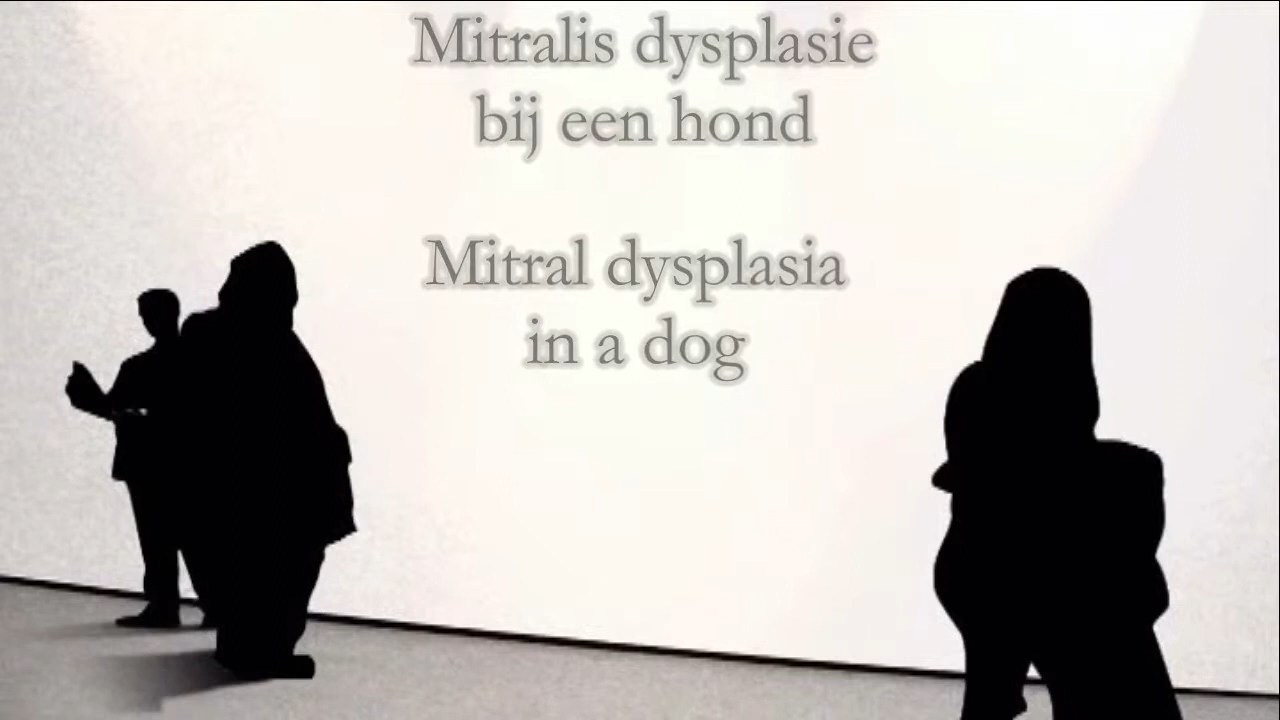 Mitralis dysplasie
bij een hond
Mitral dysplasia
in a dog